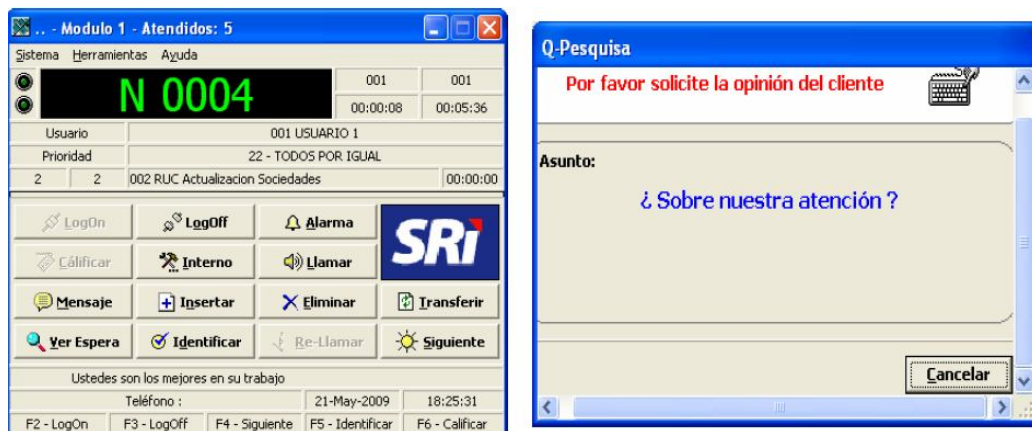 .. - Modulo 1 - Atendidos: 5
Sistema Herramientas Ayuda
N 0004
001 001
00:00:08 00:05:36
Usuario 001 USUARIO 1
Prioridad 22 - TODOS POR IGUAL
2 2 002 RUC Actualizacion Sociedades 00:00:00
LogOn LogOff Alarma
SRi
Cálificar Interno Llamar
Mensaje Insertar Eliminar Transferir
Ver Espera Identificar Re-Llamar Siguiente
Ustedes son los mejores en su trabajo
Teléfono : 21-May-2009 18:25:31
F2 - LogOn F3 - LogOff F4 - Siguiente F5 - Identificar F6 - Calificar
Q-Pesquisa
Por favor solicite la opinión del cliente
Asunto:
¿ Sobre nuestra atención ?
Cancelar